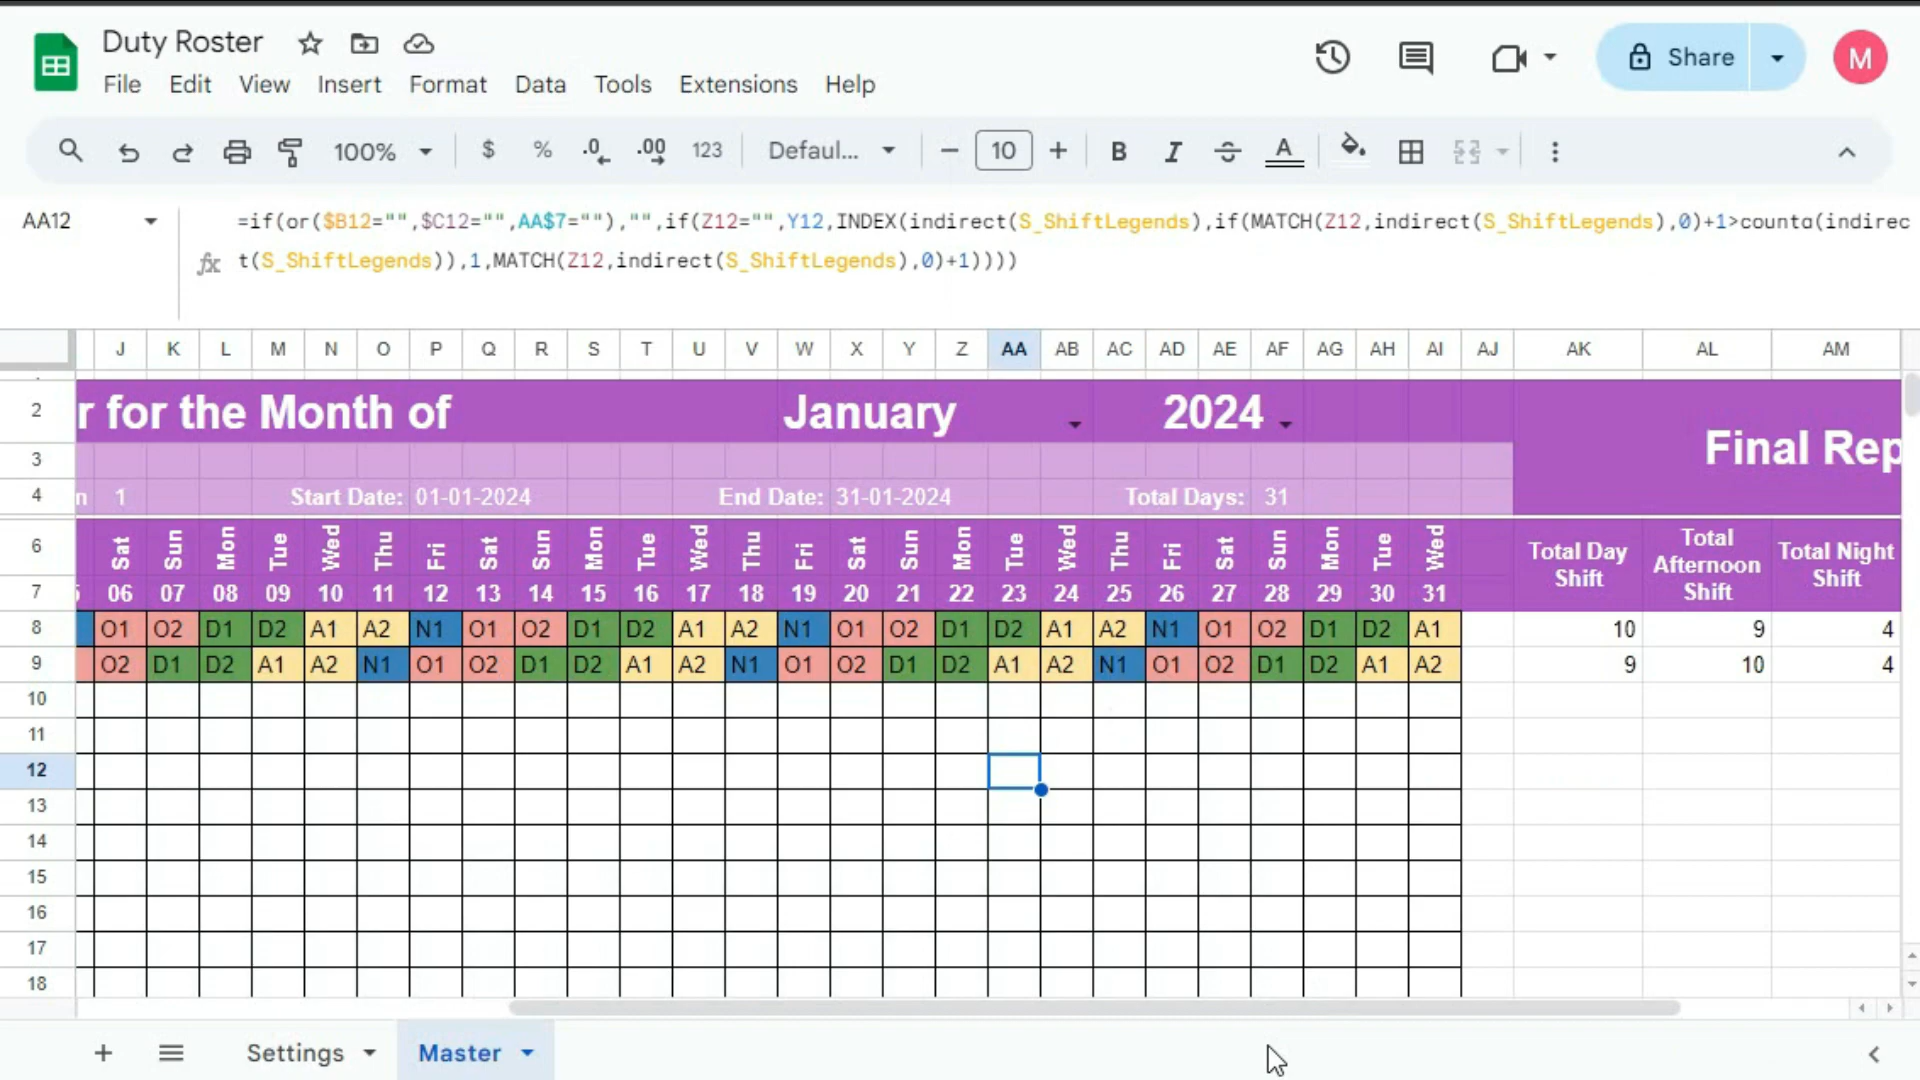 Duty Roster
File Edit View Insert Format Data Tools Extensions Help
Share
M
100% $ % .0 .00 123 Defaul... 10 B I S A
AA12
=if(or($B12="",$C12="",AA$7=""),"",if(Z12="",Y12,INDEX(indirect(S_ShiftLegends),if(MATCH(Z12,indirect(S_ShiftLegends),0)+1>counta(indirec
fx t(S_ShiftLegends)),1,MATCH(Z12,indirect(S_ShiftLegends),0)+1))))
J K L M N O P Q R S T U V W X Y Z AA AB AC AD AE AF AG AH AI AJ AK AL AM
2 r for the Month of January 2024
Final Rep
3
4 n 1 Start Date: 01-01-2024 End Date: 31-01-2024 Total Days: 31
6 Sat Sun Mon Tue Wed Thu Fri Sat Sun Mon Tue Wed Thu Fri Sat Sun Mon Tue Wed Thu Fri Sat Sun Mon Tue Wed
Total Day Shift
Total Afternoon Shift
Total Night Shift
7 06 07 08 09 10 11 12 13 14 15 16 17 18 19 20 21 22 23 24 25 26 27 28 29 30 31
8 O1 O2 D1 D2 A1 A2 N1 O1 O2 D1 D2 A1 A2 N1 O1 O2 D1 D2 A1 A2 N1 O1 O2 D1 D2 A1 10 9 4
9 O2 D1 D2 A1 A2 N1 O1 O2 D1 D2 A1 A2 N1 O1 O2 D1 D2 A1 A2 N1 O1 O2 D1 D2 A1 A2 9 10 4
10
11
12
13
14
15
16
17
18
Settings Master